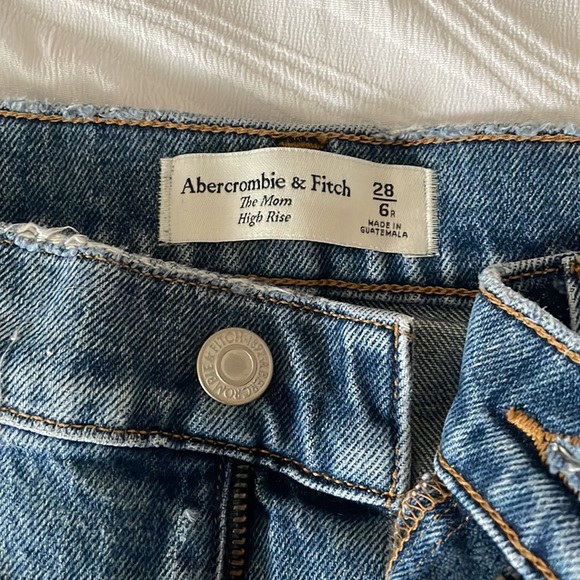 Abercrombie & Fitch
The Mom
High Rise
28
6R
MADE IN
GUATEMALA